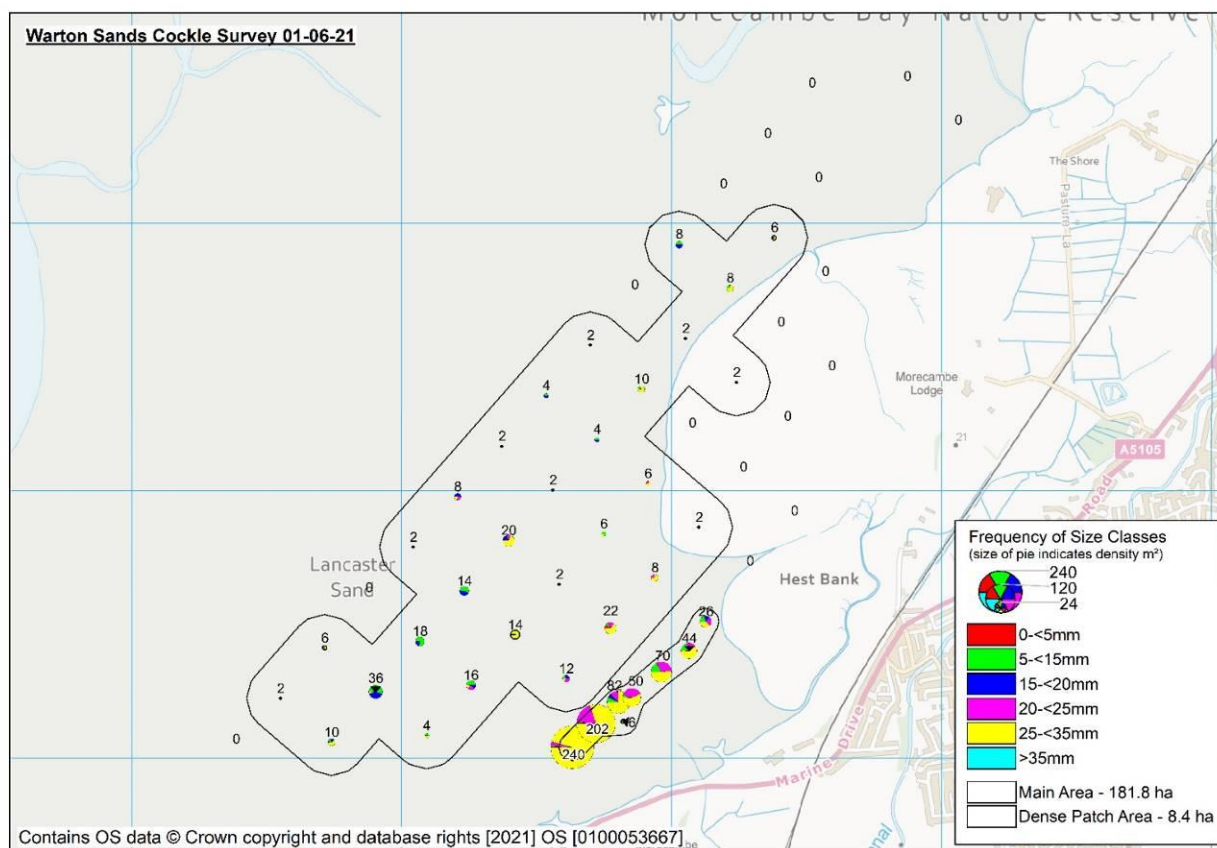 Morecambe Bay Nature Reserve
Warton Sands Cockle Survey 01-06-21
0
0
0
0
The Shore
0
0
Pasture La
8
6
0
8
0
0
2
2
0
4
10
2
0
Morecambe
Lodge
4
0
0
2
21
A5105
8
2
6
0
0
2
20
6
2
0
Lancaster
Sand
0
14
2
8
Hest Bank
Road
6
18
14
22
26
44
2
36
16
12
70
82
50
0
10
4
202
240
Marine Drive
Frequency of Size Classes
(size of pie indicates density m²)
240
120
24
0-<5mm
5-<15mm
15-<20mm
20-<25mm
25-<35mm
>35mm
Main Area - 181.8 ha
Dense Patch Area - 8.4 ha
Contains OS data © Crown copyright and database rights [2021] OS [0100053667]